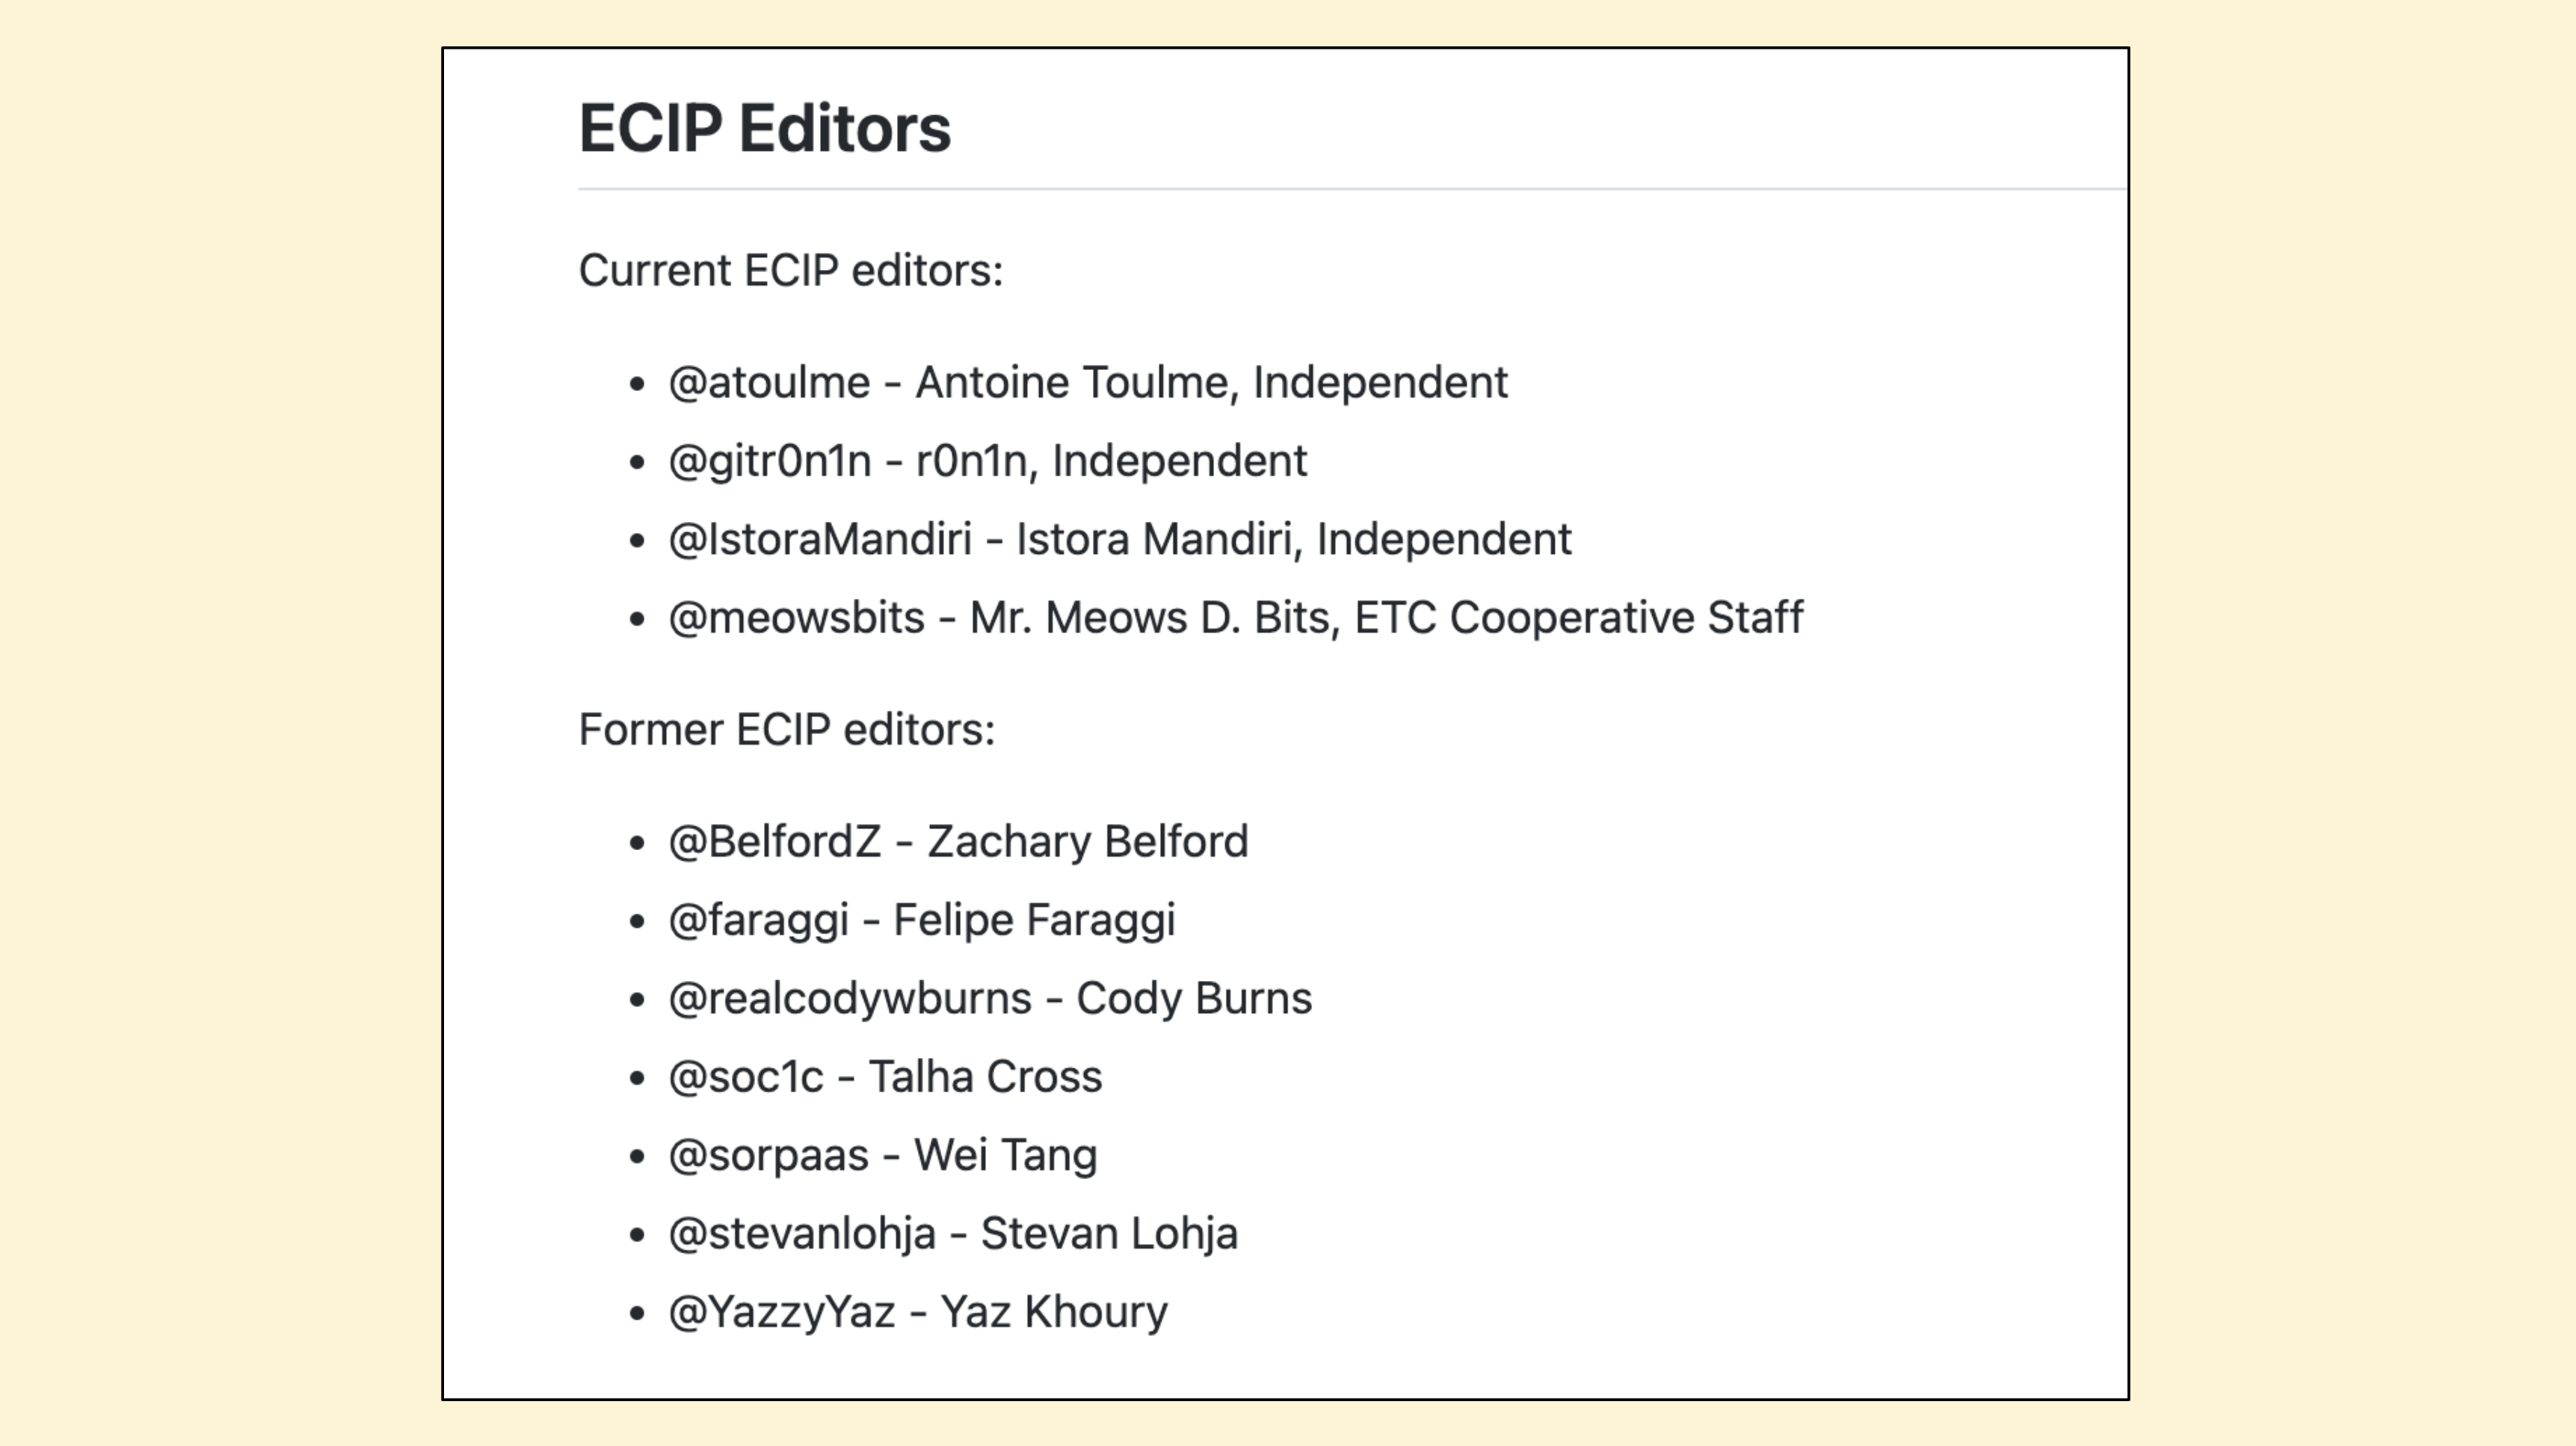 ECIP Editors
Current ECIP editors:
• @atoulme - Antoine Toulme, Independent
• @gitr0n1n - r0n1n, Independent
• @IstoraMandiri - Istora Mandiri, Independent
• @meowsbits - Mr. Meows D. Bits, ETC Cooperative Staff
Former ECIP editors:
• @BelfordZ - Zachary Belford
• @faraggi - Felipe Faraggi
• @realcodywburns - Cody Burns
• @soc1c - Talha Cross
• @sorpaas - Wei Tang
• @stevanlohja - Stevan Lohja
• @YazzyYaz - Yaz Khoury